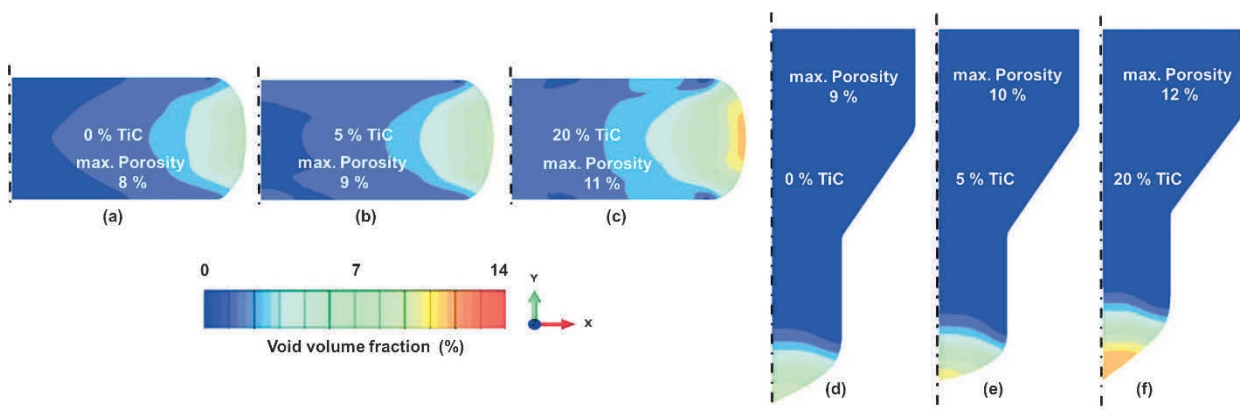 0 % TiC
max. Porosity
8 %
(a)
5 % TiC
max. Porosity
9 %
(b)
20 % TiC
max. Porosity
11 %
(c)
0 7 14
Void volume fraction (%)
Y
X
max. Porosity
9 %
0 % TiC
(d)
max. Porosity
10 %
5 % TiC
(e)
max. Porosity
12 %
20 % TiC
(f)